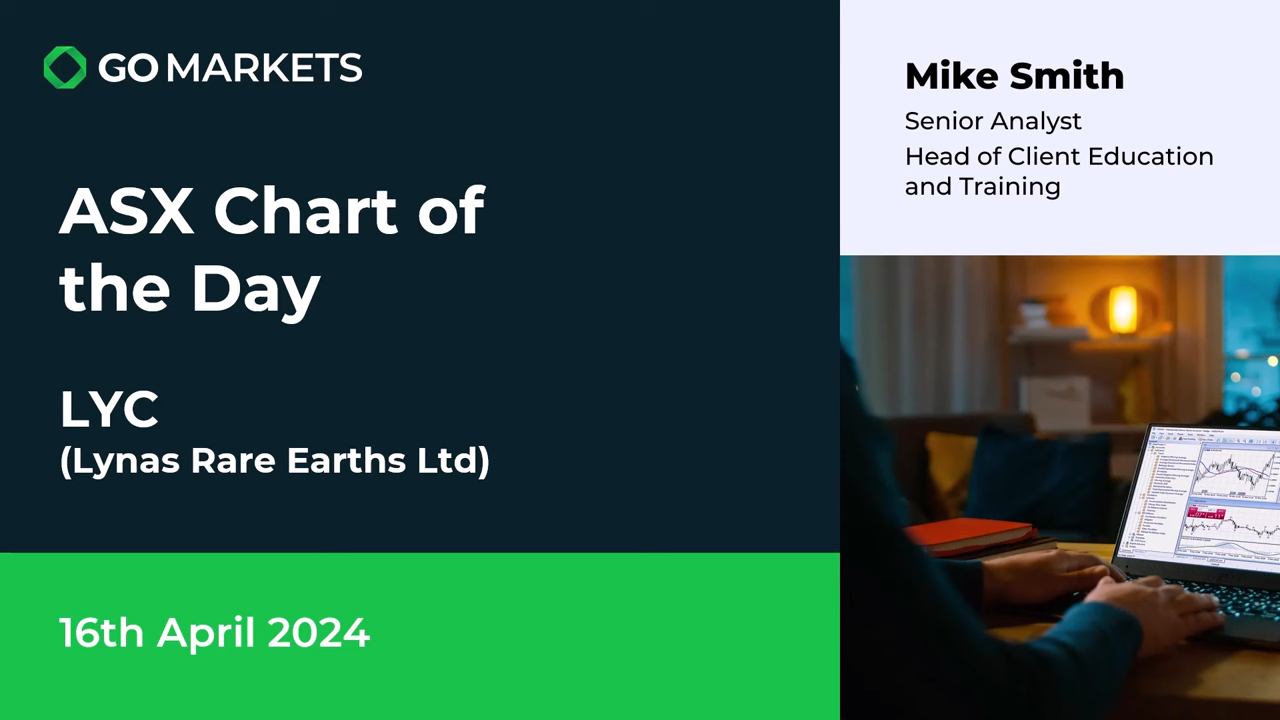 GO MARKETS
ASX Chart of
the Day
LYC
(Lynas Rare Earths Ltd)
16th April 2024
Mike Smith
Senior Analyst
Head of Client Education
and Training